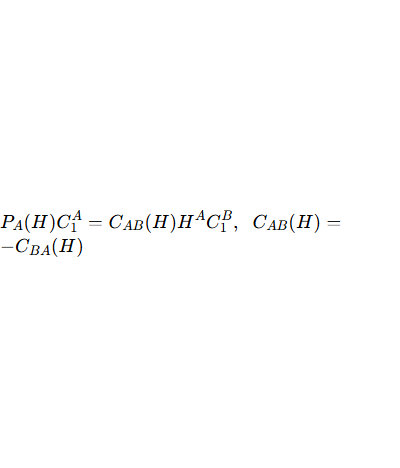 P_A(H)C_1^A = C_{AB}(H)H^A C_1^B, C_{AB}(H) =
−C_{BA}(H)